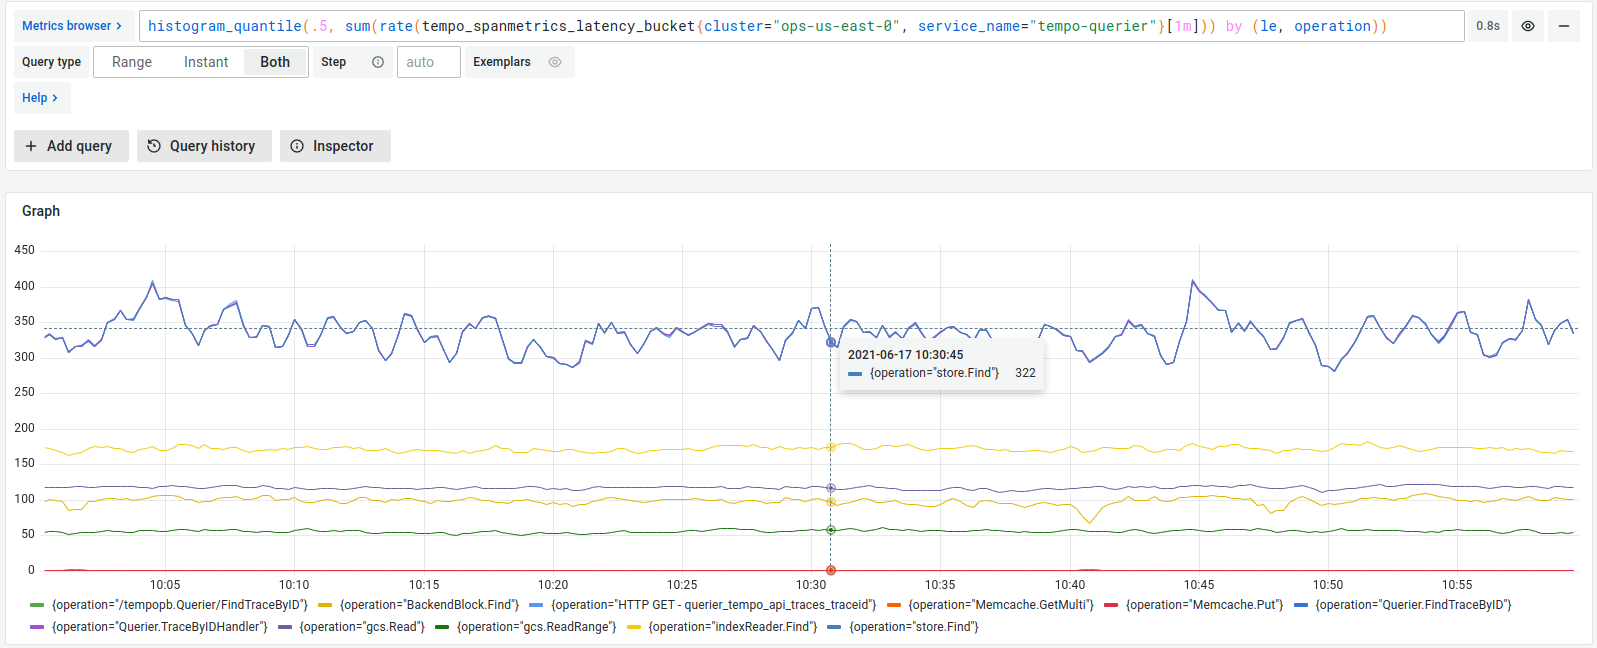 Metrics browser > histogram_quantile(.5, sum(rate(tempo_spanmetrics_latency_bucket{cluster="ops-us-east-0", service_name="tempo-querier"}[1m])) by (le, operation)) 0.8s
Query type Range Instant Both Step auto Exemplars
Help >
+ Add query Query history Inspector
Graph
450
400
350
300
250
200
150
100
50
0
2021-06-17 10:30:45
{operation="store.Find"} 322
10:05 10:10 10:15 10:20 10:25 10:30 10:35 10:40 10:45 10:50 10:55
{operation="/tempopb.Querier/FindTraceByID"} {operation="BackendBlock.Find"} {operation="HTTP GET - querier_tempo_api_traces_traceid"} {operation="Memcache.GetMulti"} {operation="Memcache.Put"} {operation="Querier.FindTraceByID"}
{operation="Querier.TraceByIDHandler"} {operation="gcs.Read"} {operation="gcs.ReadRange"} {operation="indexReader.Find"} {operation="store.Find"}